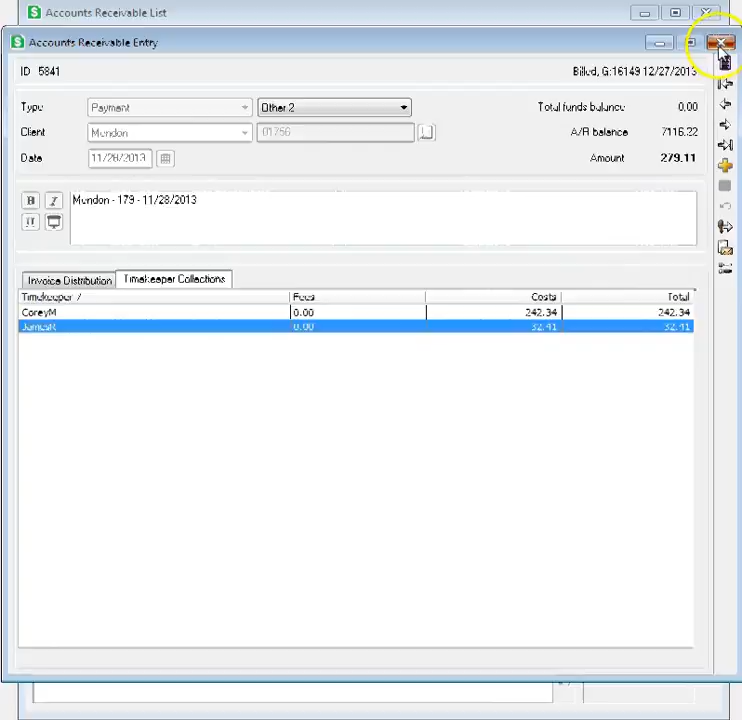 Accounts Receivable List
Accounts Receivable Entry
ID 5841 Billed, G:16149 12/27/2013
Type Payment Other 2 Total funds balance 0.00
Client Mendon 01756 A/R balance 7116.22
Date 11/28/2013 Amount 279.11
B I Mendon - 179 - 11/28/2013
Invoice Distribution Timekeeper Collections
Timekeeper / Fees Costs Total
CoreyM 0.00 242.34 242.34
JamesR 0.00 32.41 32.41